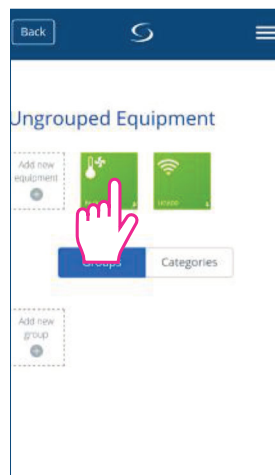 Back
Ungrouped Equipment
Add new
equipment
Groups
Categories
Add new
group